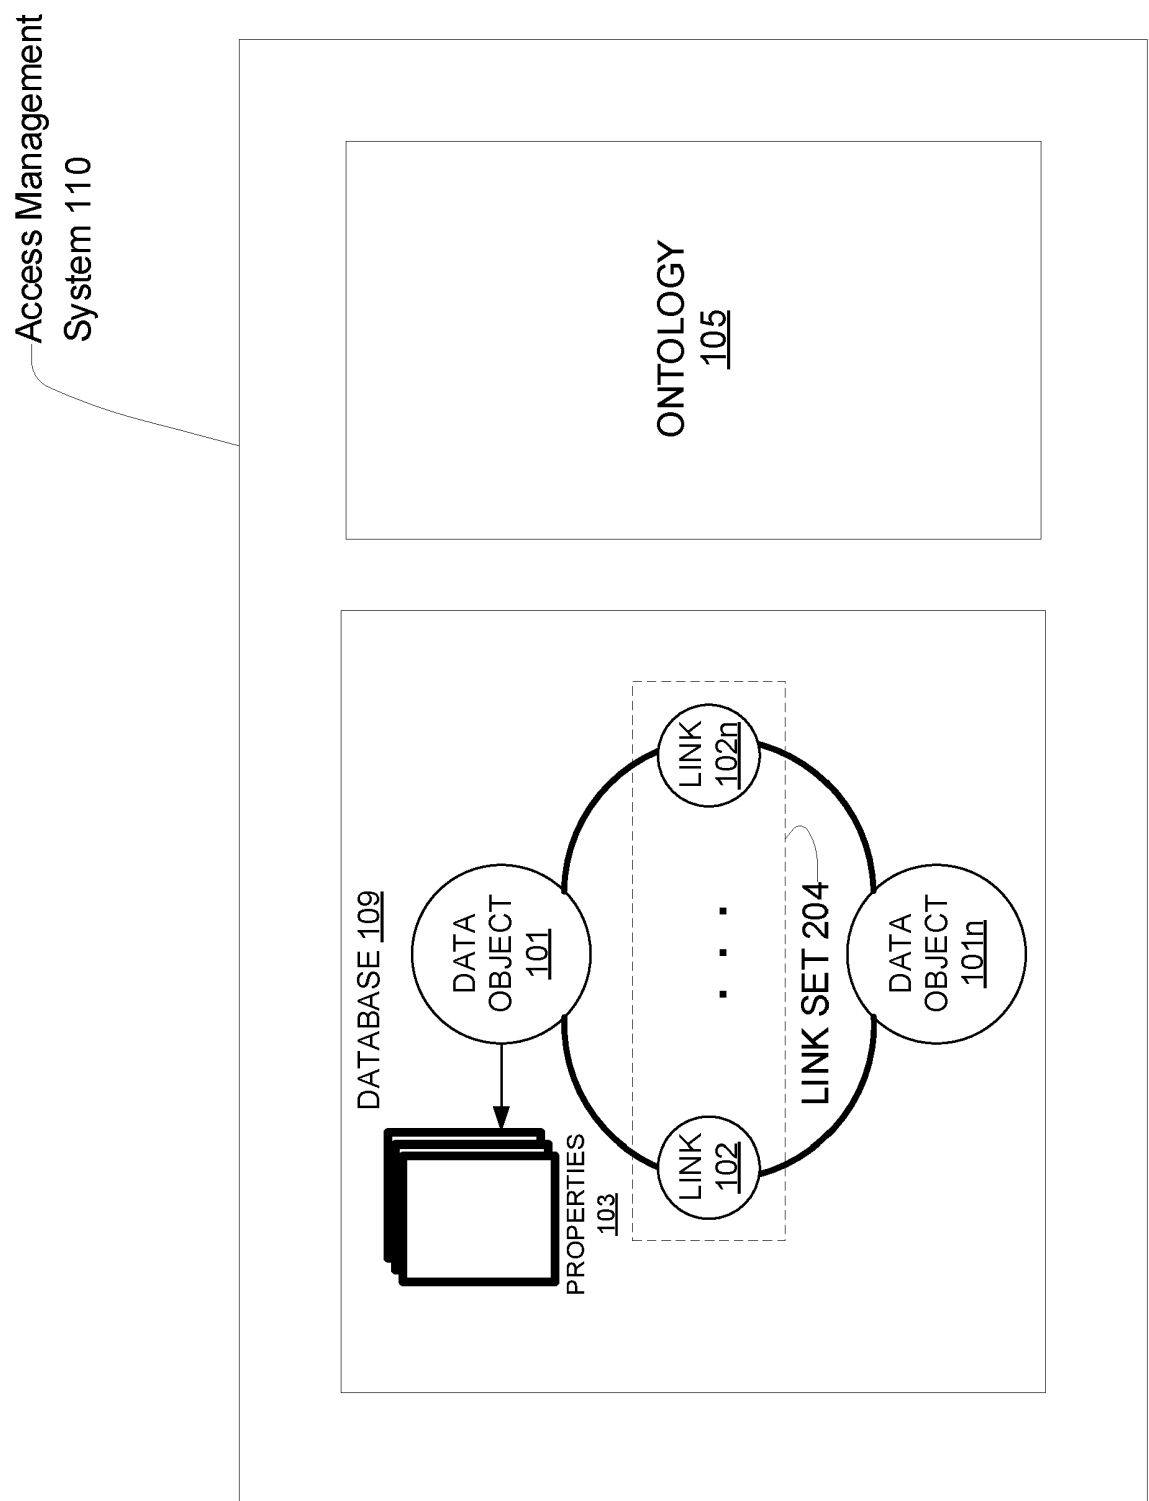 Access Management
System 110
DATABASE 109
PROPERTIES
103
DATA
OBJECT
101
LINK
102
. . .
LINK
102n
LINK SET 204
DATA
OBJECT
101n
ONTOLOGY
105